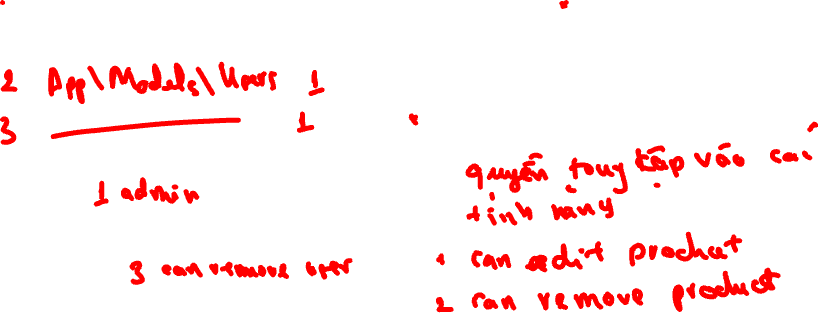 2 App\Models\Users 1
3 1
1 admin
3 can remove user
quyền truy cập vào các
tính năng
1 can edit product
2 can remove product